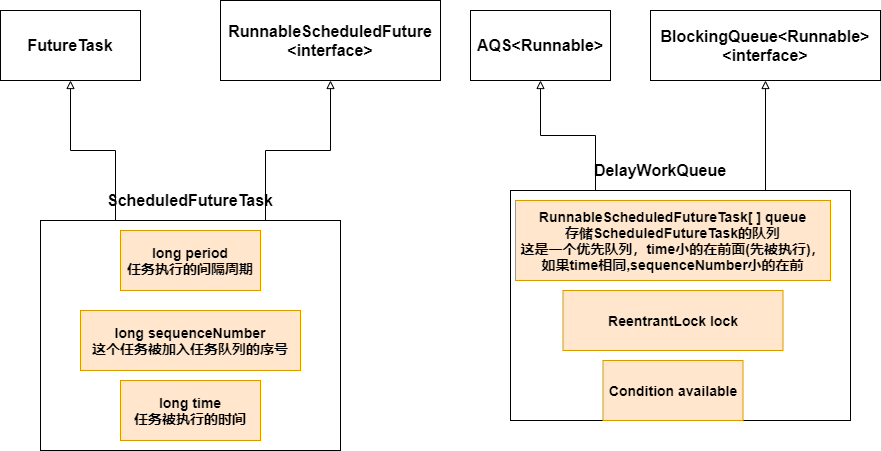 FutureTask
RunnableScheduledFuture
<interface>
ScheduledFutureTask
long period
任务执行的间隔周期
long sequenceNumber
这个任务被加入任务队列的序号
long time
任务被执行的时间
AQS<Runnable>
BlockingQueue<Runnable>
<interface>
DelayWorkQueue
RunnableScheduledFutureTask[ ] queue
存储ScheduledFutureTask的队列
这是一个优先队列，time小的在前面(先被执行)，
如果time相同,sequenceNumber小的在前
ReentrantLock lock
Condition available